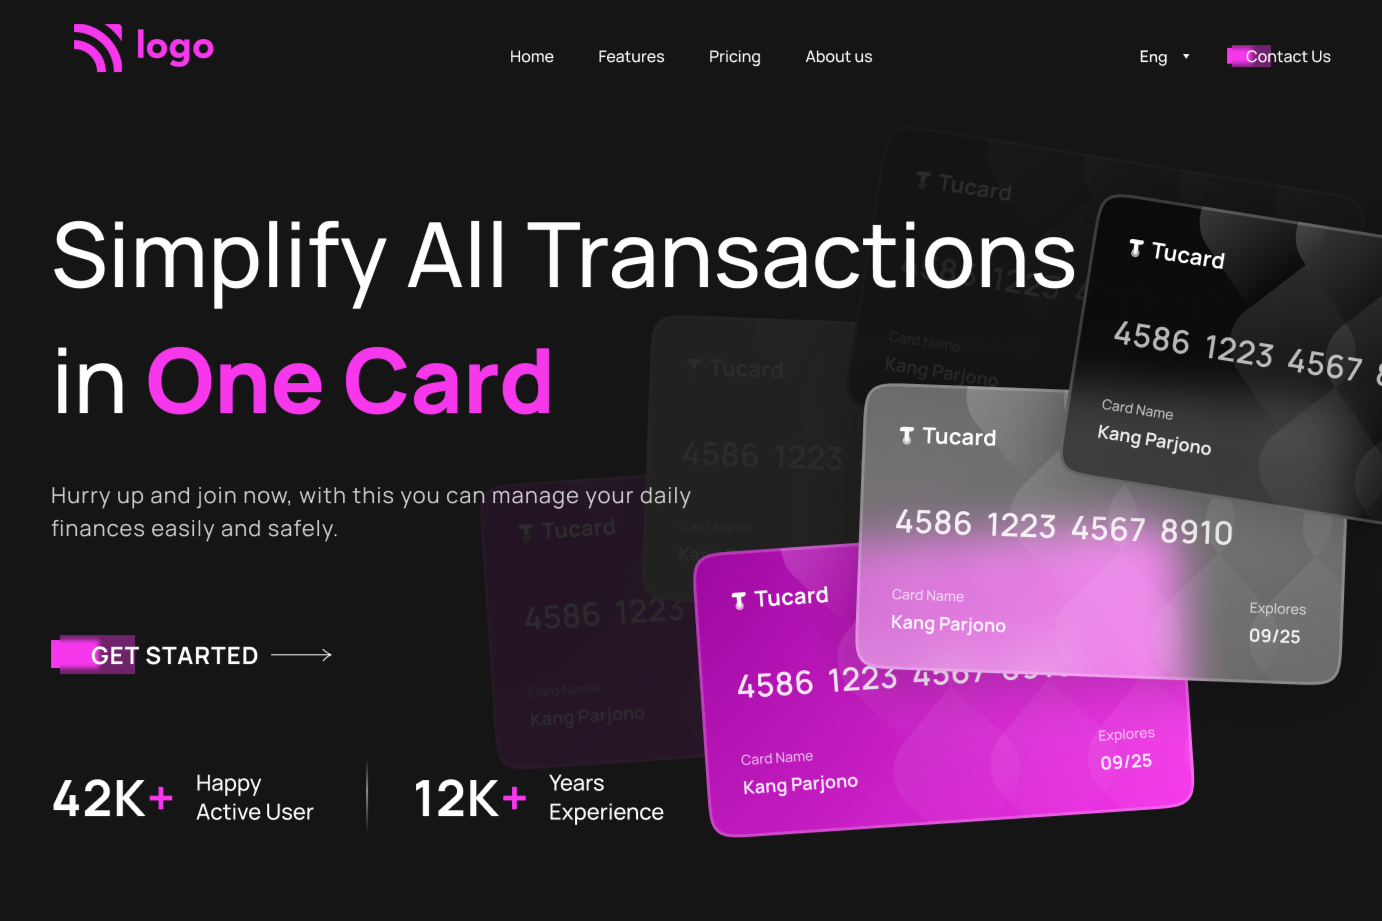 logo
Home
Features
Pricing
About us
Eng
Contact Us
Simplify All Transactions
in One Card
Hurry up and join now, with this you can manage your daily
finances easily and safely.
GET STARTED
42K+
Happy
Active User
12K+
Years
Experience
Tucard
4586 1223 4
Card Name
Kang Parjono
Tucard
4586 1223 4567
Card Name
Kang Parjono
Tucard
4586 1223
Card Name
Tucard
4586 1223 4567 8910
Card Name
Kang Parjono
Explores
09/25
Tucard
4586 1223
Card Name
Kang Parjono
Tucard
4586 1223 4567
Card Name
Kang Parjono
Explores
09/25